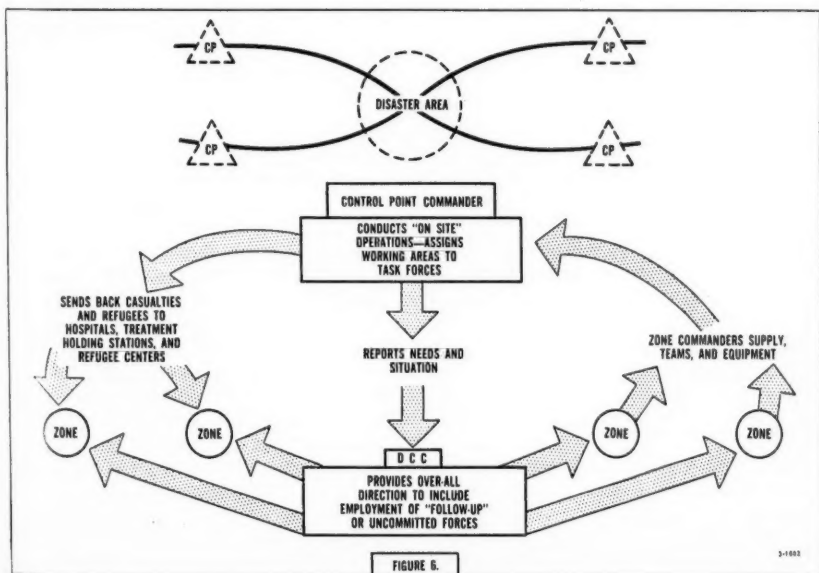 CP
CP
DISASTER AREA
CP
CP
CONTROL POINT COMMANDER
CONDUCTS "ON SITE"
OPERATIONS—ASSIGNS
WORKING AREAS TO
TASK FORCES
SENDS BACK CASUALTIES
AND REFUGEES TO
HOSPITALS, TREATMENT
HOLDING STATIONS, AND
REFUGEE CENTERS
REPORTS NEEDS AND
SITUATION
ZONE COMMANDERS SUPPLY,
TEAMS, AND EQUIPMENT
ZONE
ZONE
ZONE
ZONE
D C C
PROVIDES OVER-ALL
DIRECTION TO INCLUDE
EMPLOYMENT OF "FOLLOW-UP"
OR UNCOMMITTED FORCES
FIGURE 6.